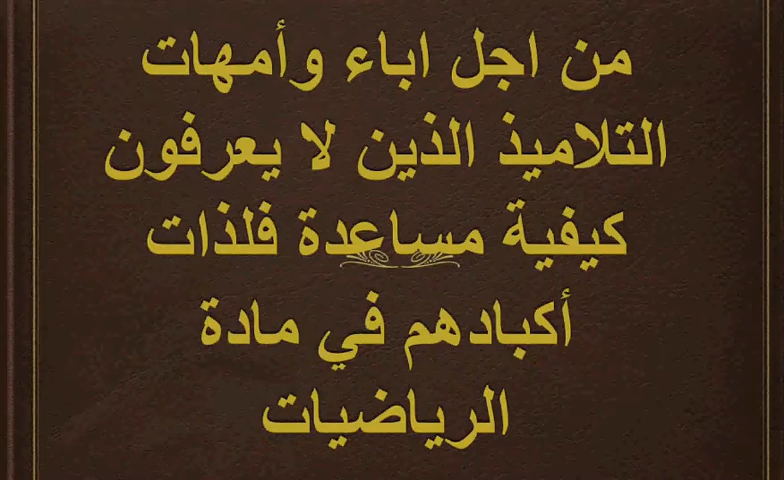 من اجل اباء وأمهات
التلاميذ الذين لا يعرفون
كيفية مساعدة فلذات
أكبادهم في مادة
الرياضيات